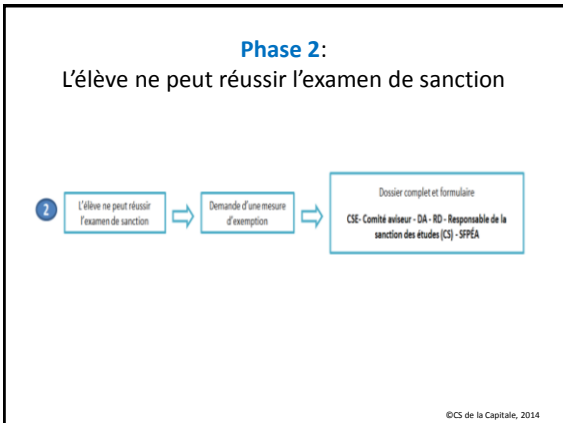 Phase 2:
L’élève ne peut réussir l’examen de sanction
2
L'élève ne peut réussir
l'examen de sanction
Demande d'une mesure
d'exemption
Dossier complet et formulaire
CSE- Comité aviseur - DA - RD - Responsable de la
sanction des études (CS) - SFPÉA
©CS de la Capitale, 2014